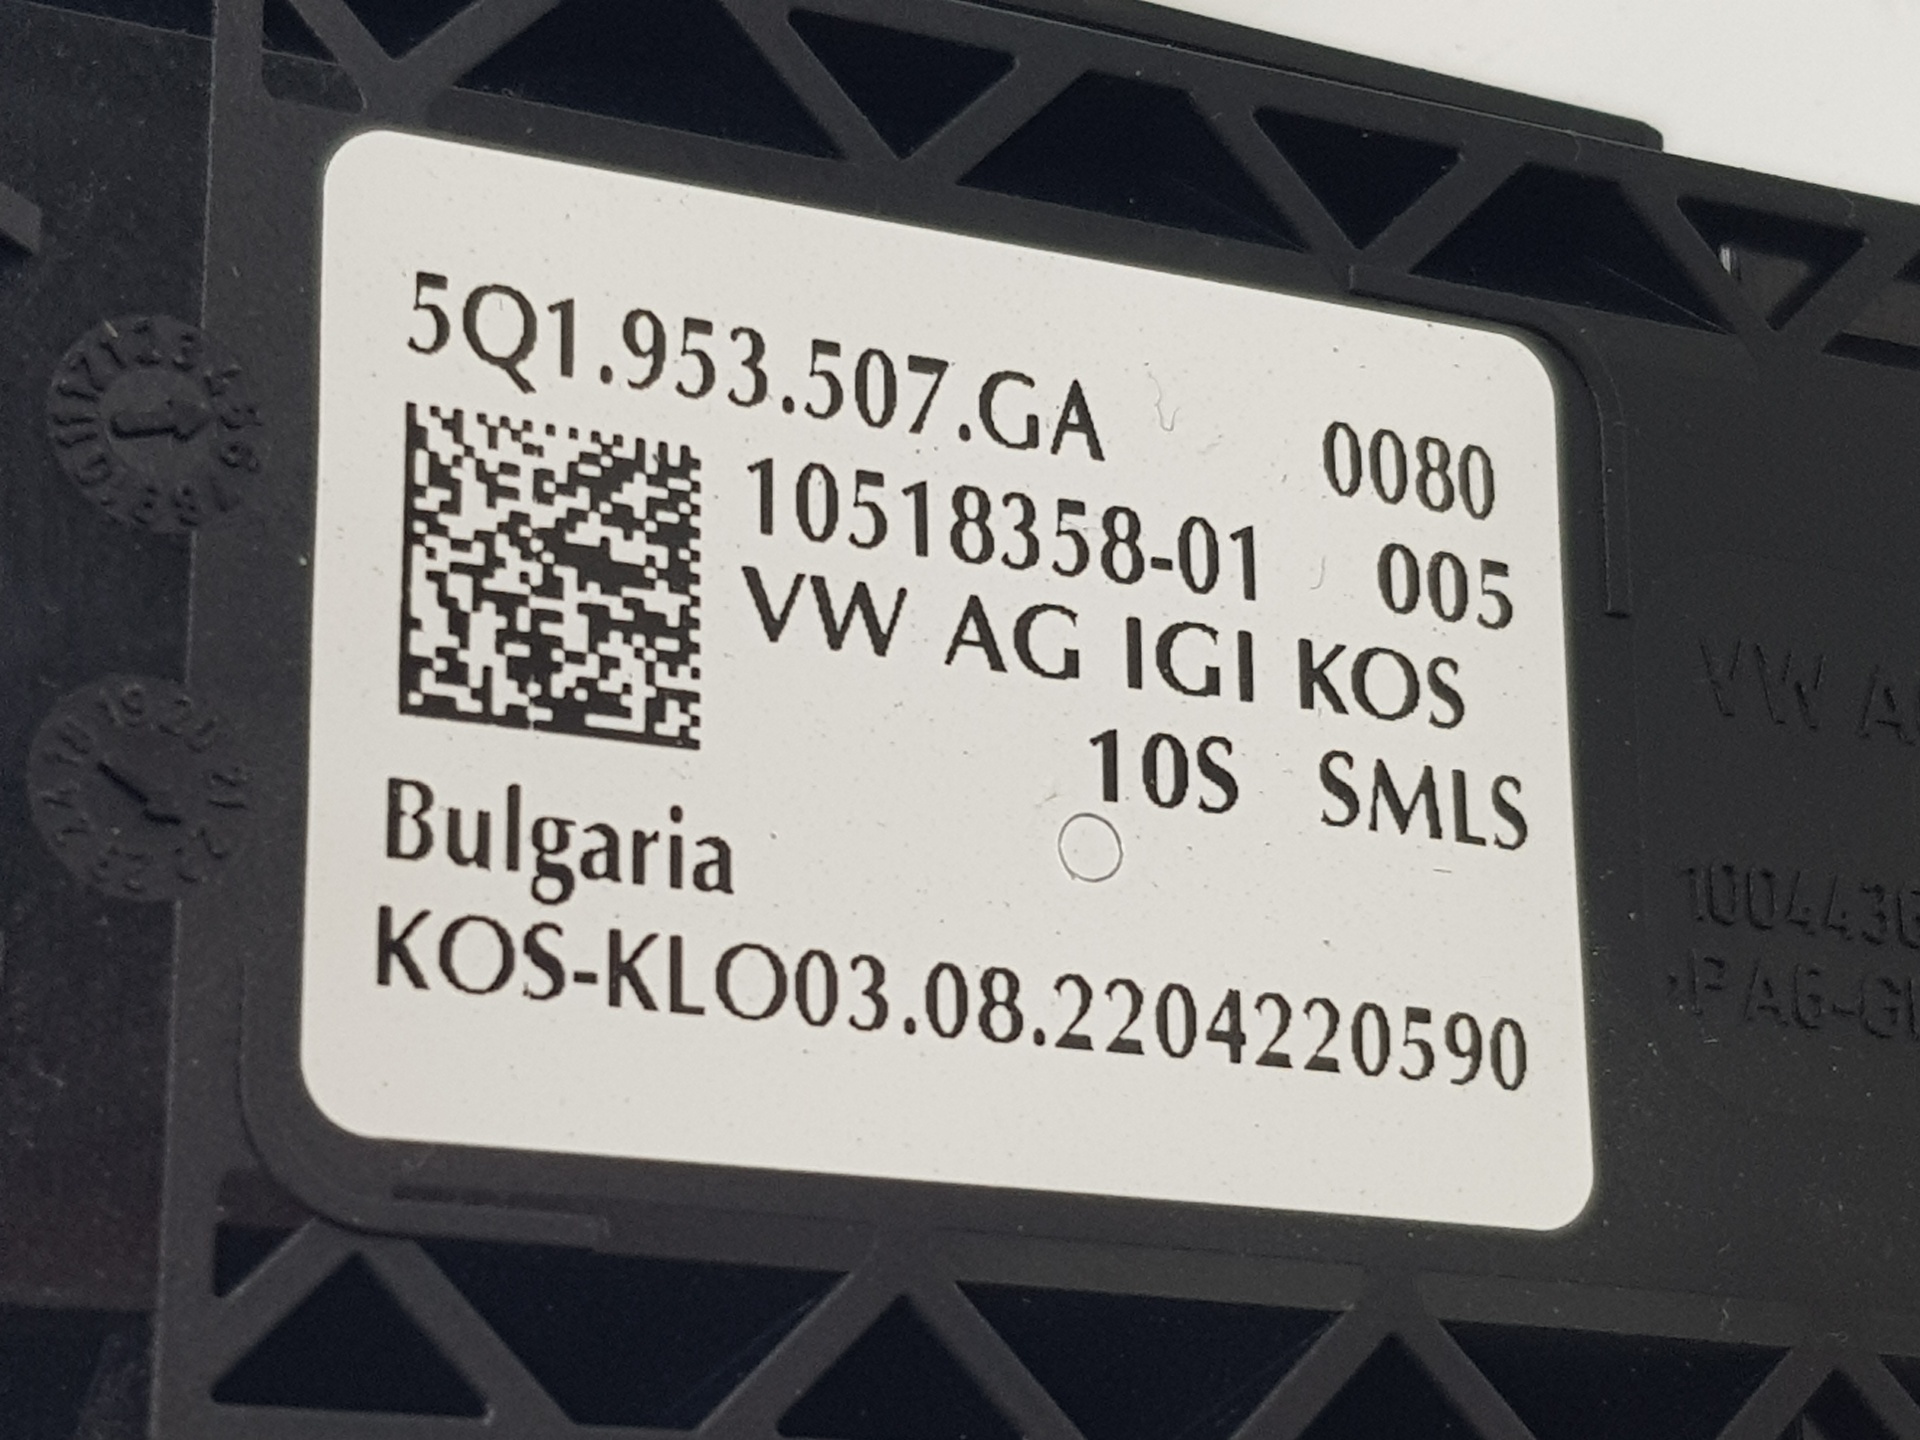 5Q1.953.507.GA 0080
10518358-01 005
VW AG IGI KOS
10S SMLS
Bulgaria
KOS-KLO03.08.2204220590
VW